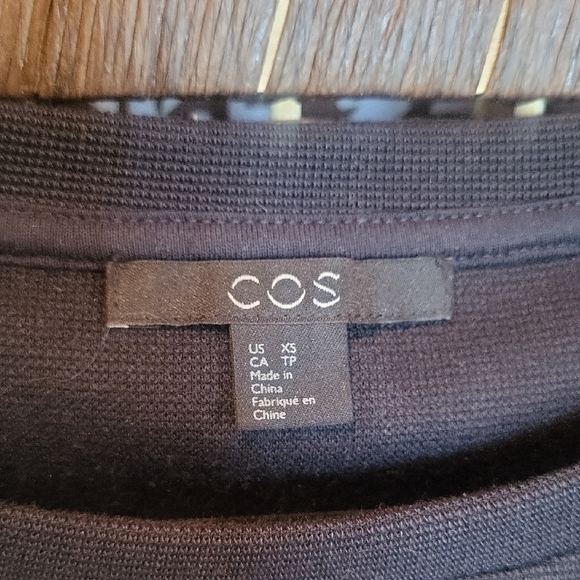 COS
US XS
CA TP
Made in
China
Fabriqué en
Chine